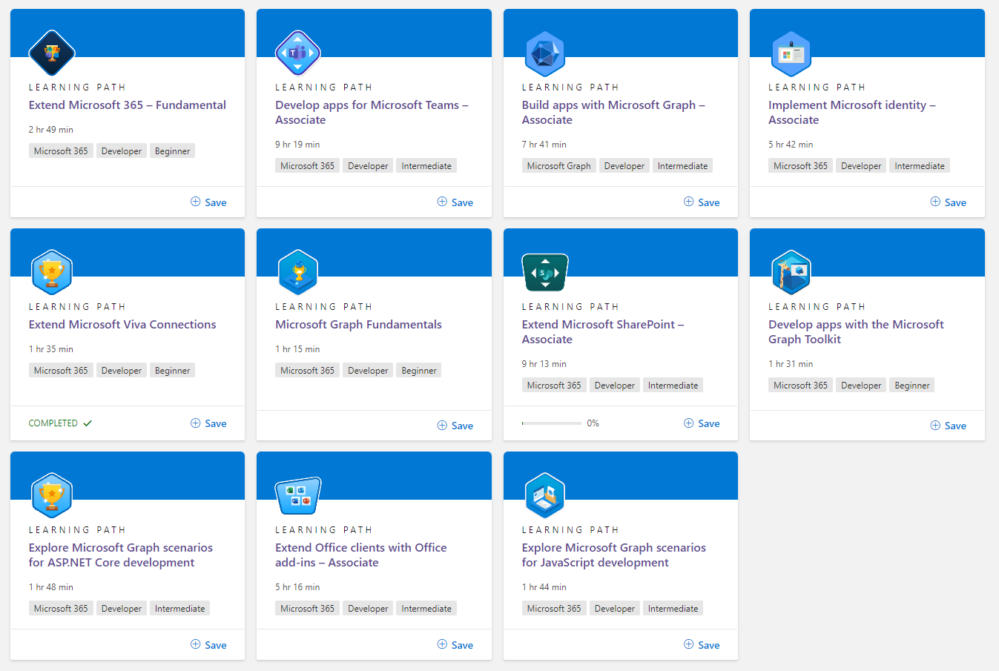 LEARNING PATH
Extend Microsoft 365 – Fundamental
2 hr 49 min
Microsoft 365 Developer Beginner
Save
LEARNING PATH
Develop apps for Microsoft Teams –
Associate
9 hr 19 min
Microsoft 365 Developer Intermediate
Save
LEARNING PATH
Build apps with Microsoft Graph –
Associate
7 hr 41 min
Microsoft Graph Developer Intermediate
Save
LEARNING PATH
Implement Microsoft identity –
Associate
5 hr 42 min
Microsoft 365 Developer Intermediate
Save
LEARNING PATH
Extend Microsoft Viva Connections
1 hr 35 min
Microsoft 365 Developer Beginner
COMPLETED Save
LEARNING PATH
Microsoft Graph Fundamentals
1 hr 15 min
Microsoft 365 Developer Beginner
Save
LEARNING PATH
Extend Microsoft SharePoint –
Associate
9 hr 13 min
Microsoft 365 Developer Intermediate
0% Save
LEARNING PATH
Develop apps with the Microsoft
Graph Toolkit
1 hr 31 min
Microsoft 365 Developer Beginner
Save
LEARNING PATH
Explore Microsoft Graph scenarios
for ASP.NET Core development
1 hr 48 min
Microsoft 365 Developer Intermediate
Save
LEARNING PATH
Extend Office clients with Office
add-ins – Associate
5 hr 16 min
Microsoft 365 Developer Intermediate
Save
LEARNING PATH
Explore Microsoft Graph scenarios
for JavaScript development
1 hr 44 min
Microsoft 365 Developer Intermediate
Save